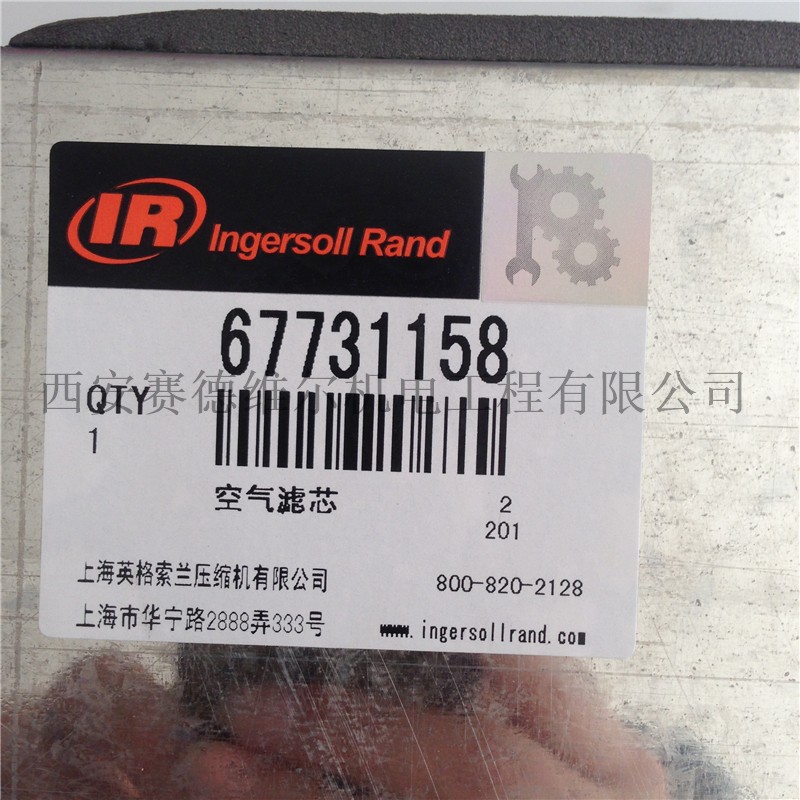 IR Ingersoll Rand
67731158
西安赛德维尔机电工程有限公司
QTY
1
空气滤芯
2
201
上海英格索兰压缩机有限公司
800-820-2128
上海市华宁路2888弄333号
www.ingersollrand.com